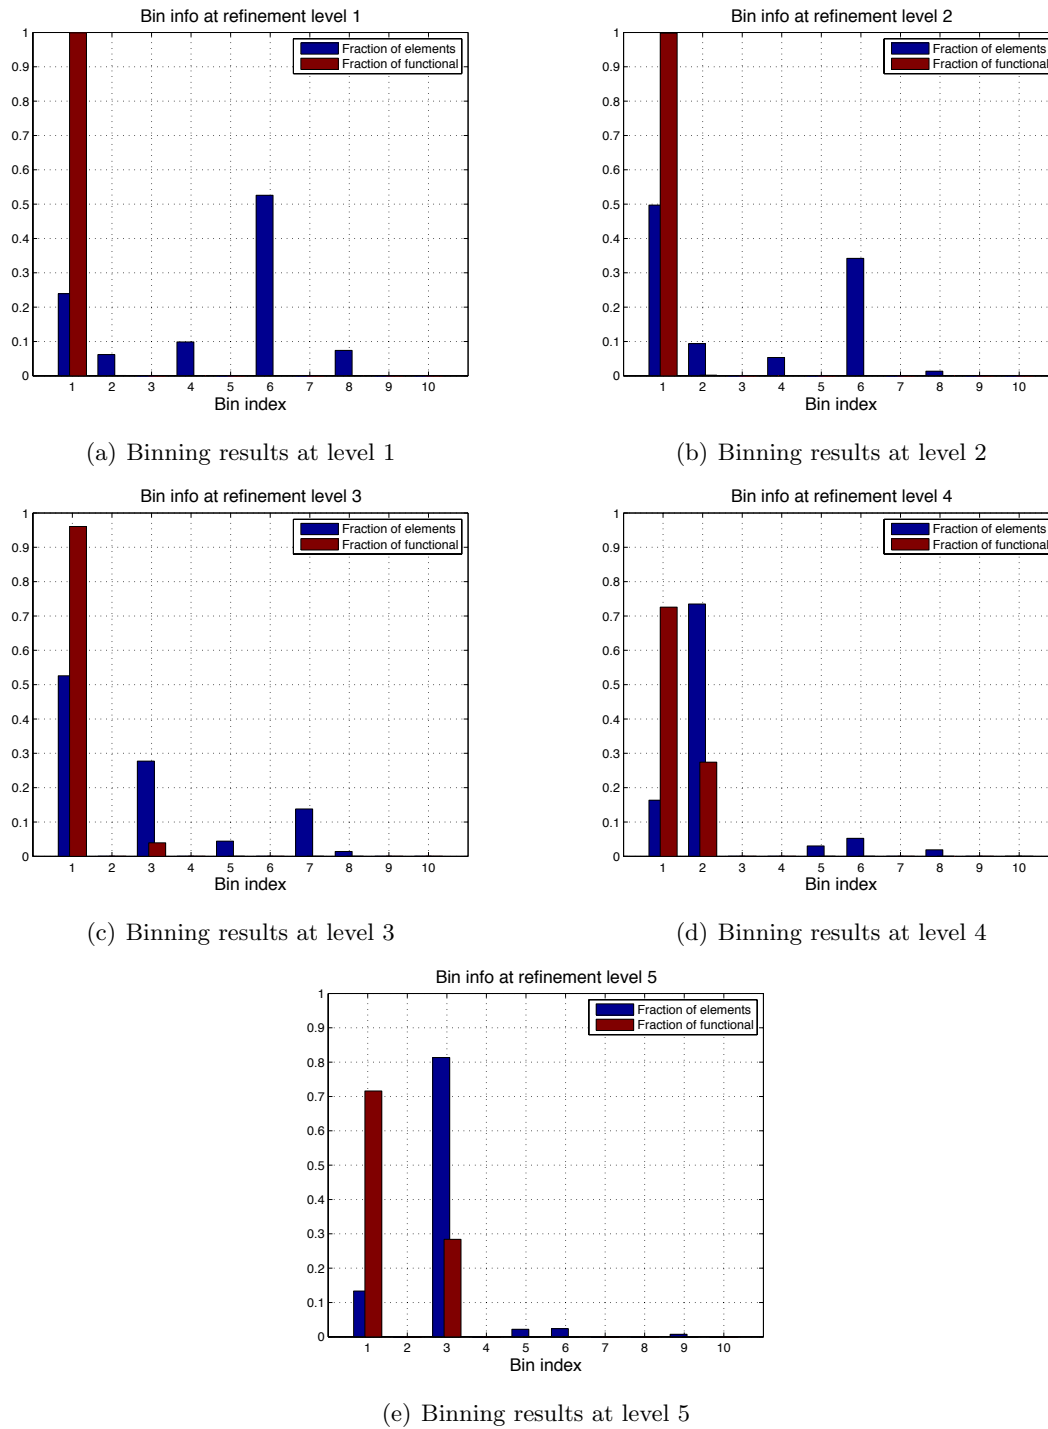 Bin info at refinement level 1
1
0.9
0.8
0.7
0.6
0.5
0.4
0.3
0.2
0.1
0
Fraction of elements
Fraction of functional
1 2 3 4 5 6 7 8 9 10
Bin index
(a) Binning results at level 1
Bin info at refinement level 2
1
0.9
0.8
0.7
0.6
0.5
0.4
0.3
0.2
0.1
0
Fraction of elements
Fraction of functional
1 2 3 4 5 6 7 8 9 10
Bin index
(b) Binning results at level 2
Bin info at refinement level 3
1
0.9
0.8
0.7
0.6
0.5
0.4
0.3
0.2
0.1
0
Fraction of elements
Fraction of functional
1 2 3 4 5 6 7 8 9 10
Bin index
(c) Binning results at level 3
Bin info at refinement level 4
1
0.9
0.8
0.7
0.6
0.5
0.4
0.3
0.2
0.1
0
Fraction of elements
Fraction of functional
1 2 3 4 5 6 7 8 9 10
Bin index
(d) Binning results at level 4
Bin info at refinement level 5
1
0.9
0.8
0.7
0.6
0.5
0.4
0.3
0.2
0.1
0
Fraction of elements
Fraction of functional
1 2 3 4 5 6 7 8 9 10
Bin index
(e) Binning results at level 5